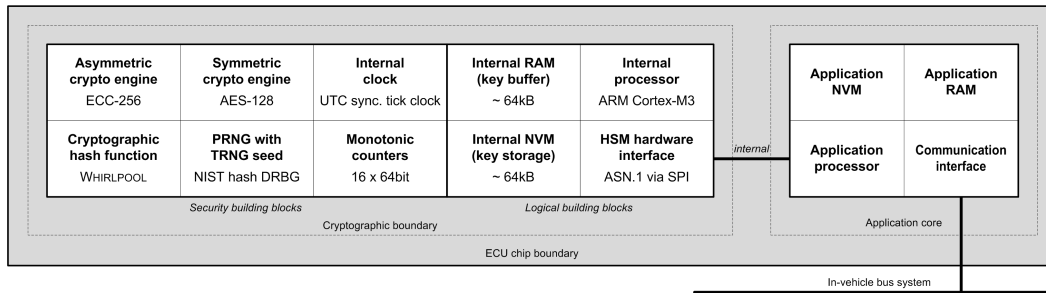 Asymmetric
crypto engine
ECC-256
Symmetric
crypto engine
AES-128
Internal
clock
UTC sync. tick clock
Internal RAM
(key buffer)
~ 64kB
Internal
processor
ARM Cortex-M3
Cryptographic
hash function
WHIRLPOOL
PRNG with
TRNG seed
NIST hash DRBG
Monotonic
counters
16 x 64bit
Internal NVM
(key storage)
~ 64kB
HSM hardware
interface
ASN.1 via SPI
Security building blocks
Logical building blocks
Cryptographic boundary
internal
Application
NVM
Application
RAM
Application
processor
Communication
interface
Application core
ECU chip boundary
In-vehicle bus system